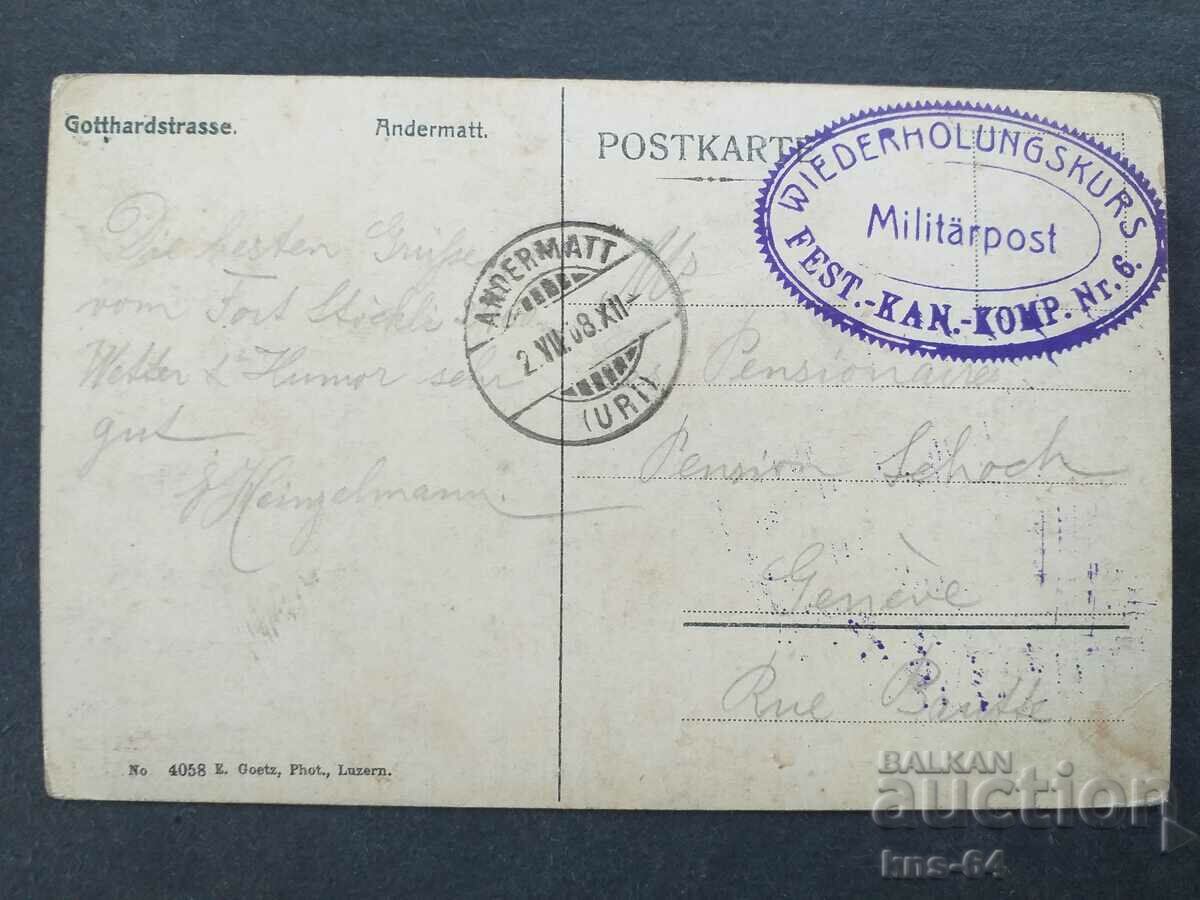 Gotthardstrasse. Andermatt.
POSTKARTE
WIEDERHOLUNGSKURS
Militärpost
FEST.-KAN.-KOMP. Nr. 6.
ANDERMATT
2.VII.08.XII-
(URI)
Die besten Grüße
vom Fort Stöckli
Wetter & Humor sehr
gut
Heinzelmann.
Pensionaire
Pension Schoch
Genève
Rue
No 4058 E. Goetz, Phot., Luzern.
BALKAN
auction
kns-64